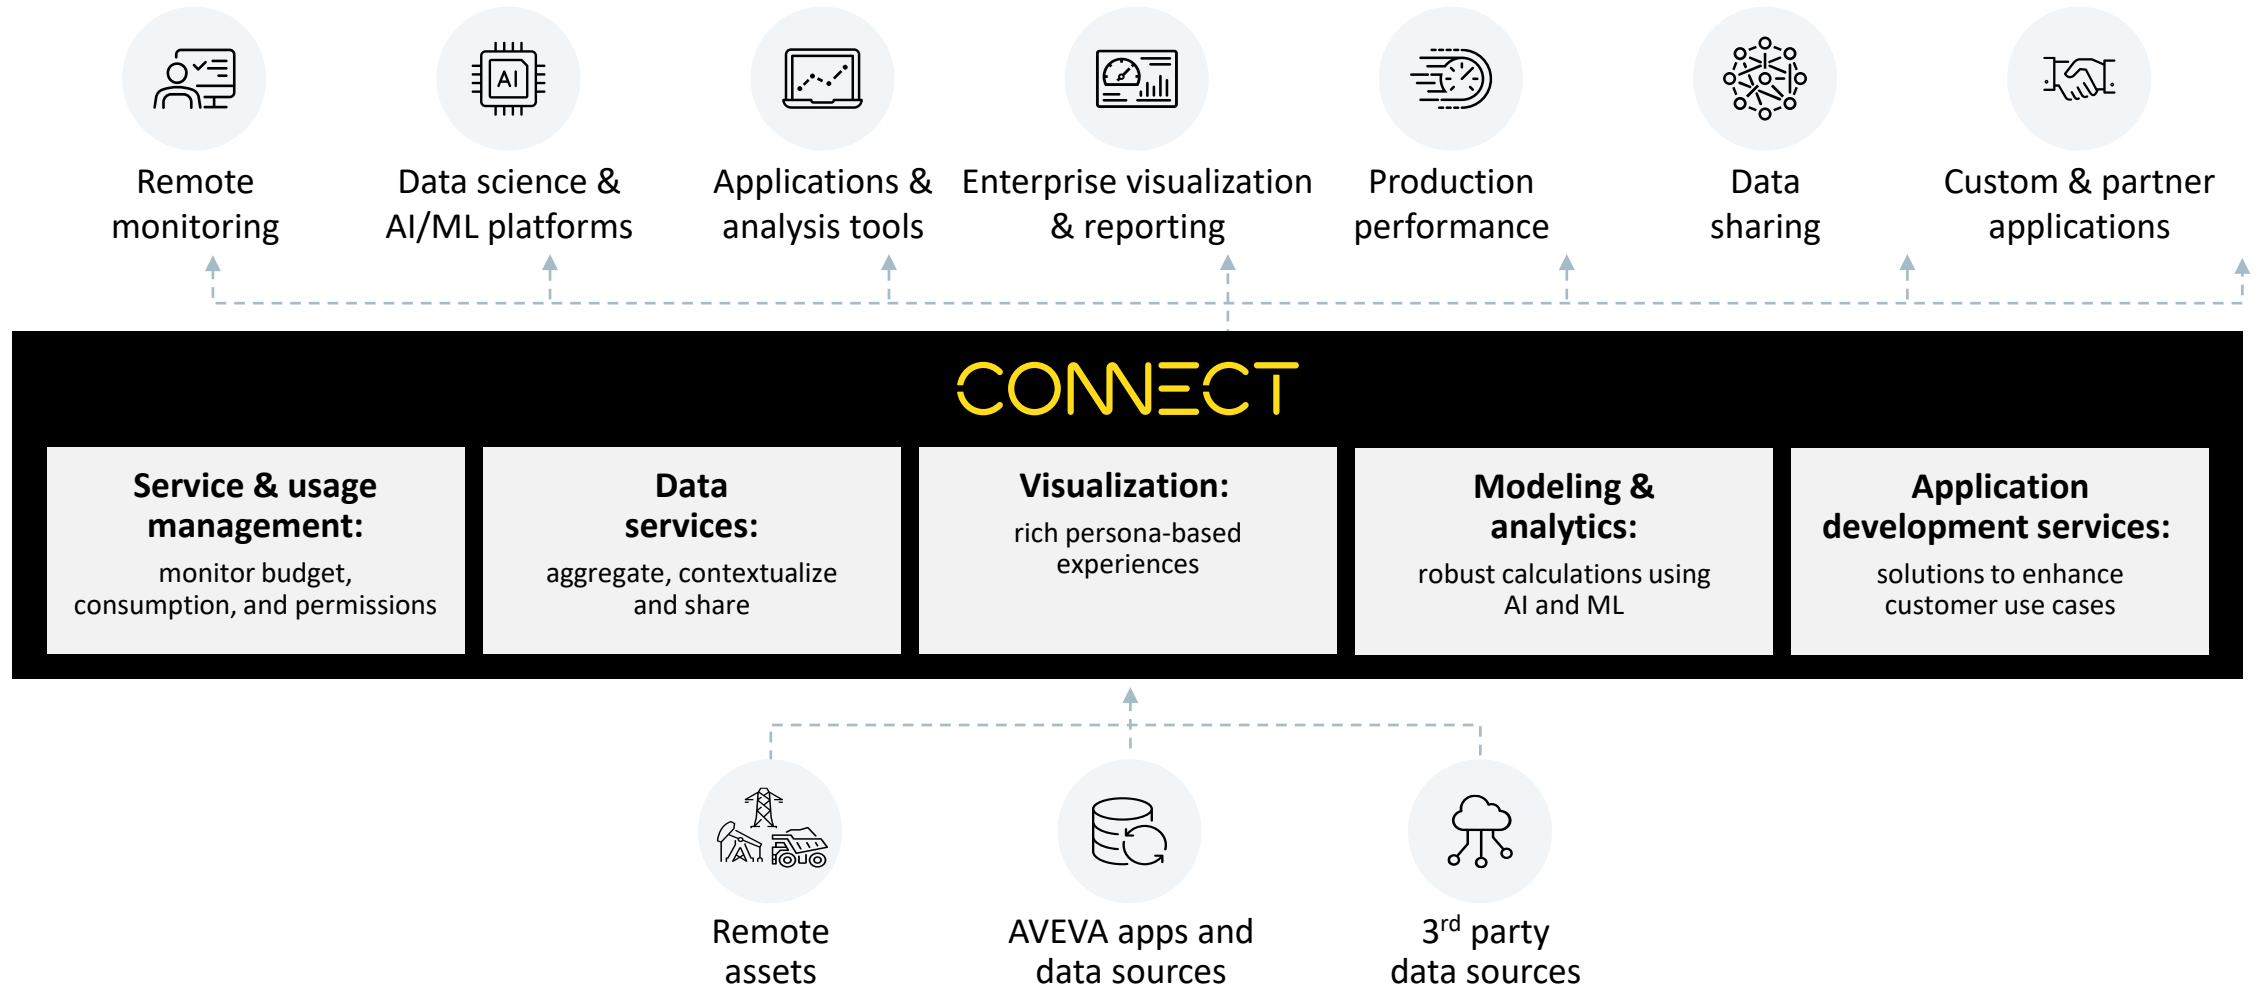 AI
Remote
monitoring
Data science &
AI/ML platforms
Applications &
analysis tools
Enterprise visualization
& reporting
Production
performance
Data
sharing
Custom & partner
applications
CONNECT
Service & usage
management:
monitor budget,
consumption, and permissions
Data
services:
aggregate, contextualize
and share
Visualization:
rich persona-based
experiences
Modeling &
analytics:
robust calculations using
AI and ML
Application
development services:
solutions to enhance
customer use cases
Remote
assets
AVEVA apps and
data sources
3rd party
data sources